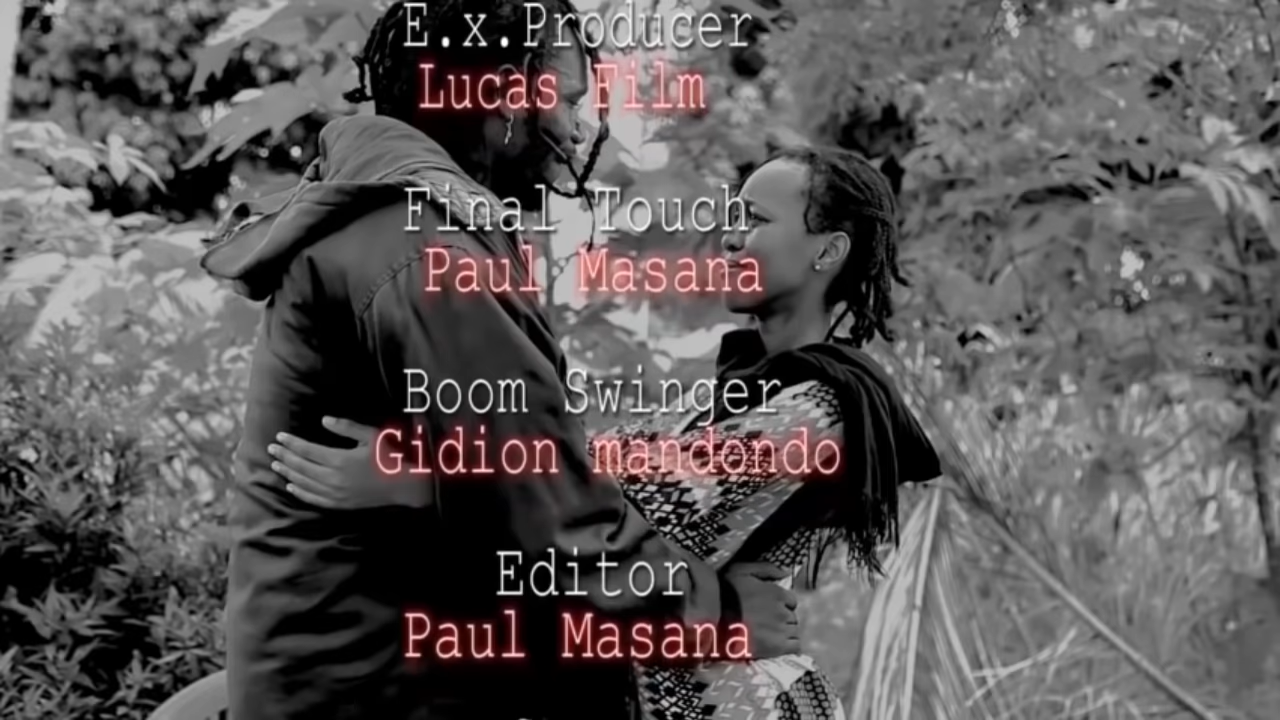 E.x.Producer
Lucas Film
Final Touch
Paul Masana
Boom Swinger
Gidion mandondo
Editor
Paul Masana